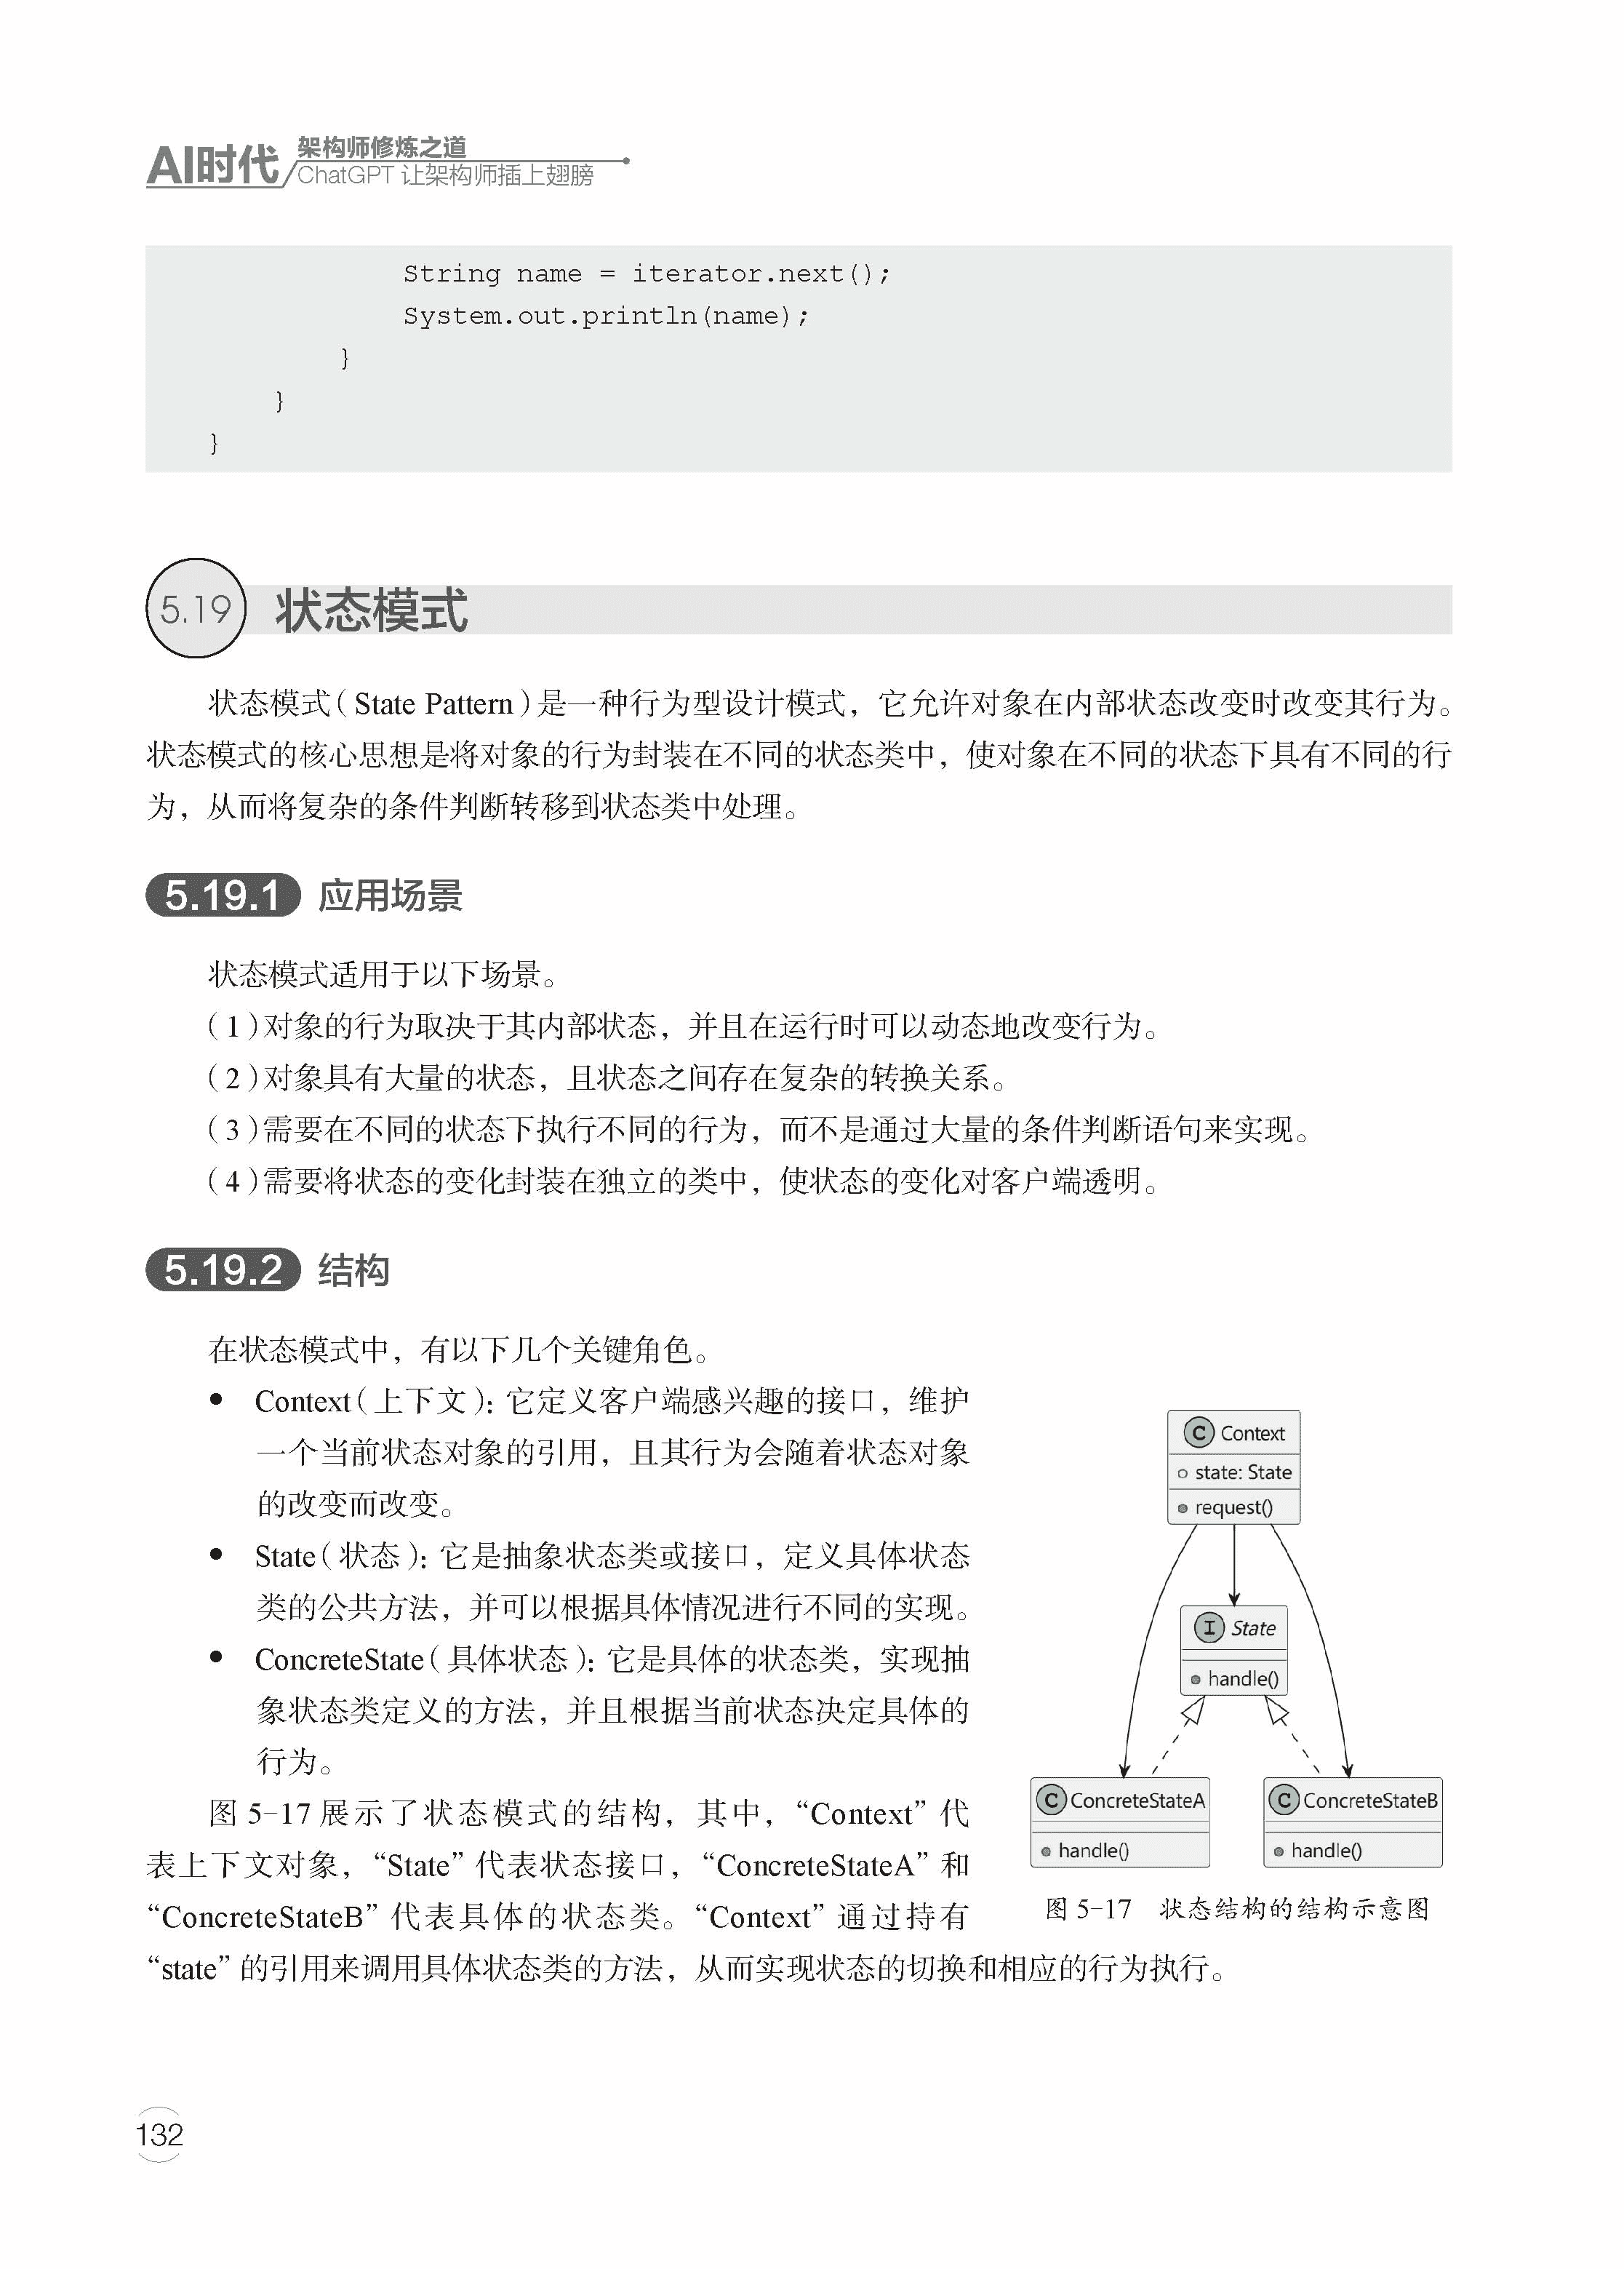 AI时代
架构师修炼之道
ChatGPT 让架构师插上翅膀
String name = iterator.next();
System.out.println(name);
}
}
}
5.19 状态模式
状态模式（State Pattern）是一种行为型设计模式，它允许对象在内部状态改变时改变其行为。
状态模式的核心思想是将对象的行为封装在不同的状态类中，使对象在不同的状态下具有不同的行
为，从而将复杂的条件判断转移到状态类中处理。
5.19.1 应用场景
状态模式适用于以下场景。
（1）对象的行为取决于其内部状态，并且在运行时可以动态地改变行为。
（2）对象具有大量的状态，且状态之间存在复杂的转换关系。
（3）需要在不同的状态下执行不同的行为，而不是通过大量的条件判断语句来实现。
（4）需要将状态的变化封装在独立的类中，使状态的变化对客户端透明。
5.19.2 结构
在状态模式中，有以下几个关键角色。
● Context（上下文）：它定义客户端感兴趣的接口，维护
一个当前状态对象的引用，且其行为会随着状态对象
的改变而改变。
● State（状态）：它是抽象状态类或接口，定义具体状态
类的公共方法，并可以根据具体情况进行不同的实现。
● ConcreteState（具体状态）：它是具体的状态类，实现抽
象状态类定义的方法，并且根据当前状态决定具体的
行为。
图 5-17 展示了状态模式的结构，其中，“Context”代
表上下文对象，“State”代表状态接口，“ConcreteStateA”和
“ConcreteStateB”代表具体的状态类。“Context”通过持有
“state”的引用来调用具体状态类的方法，从而实现状态的切换和相应的行为执行。
C Context
state: State
request()
I State
handle()
C ConcreteStateA
handle()
C ConcreteStateB
handle()
图 5-17 状态结构的结构示意图
132